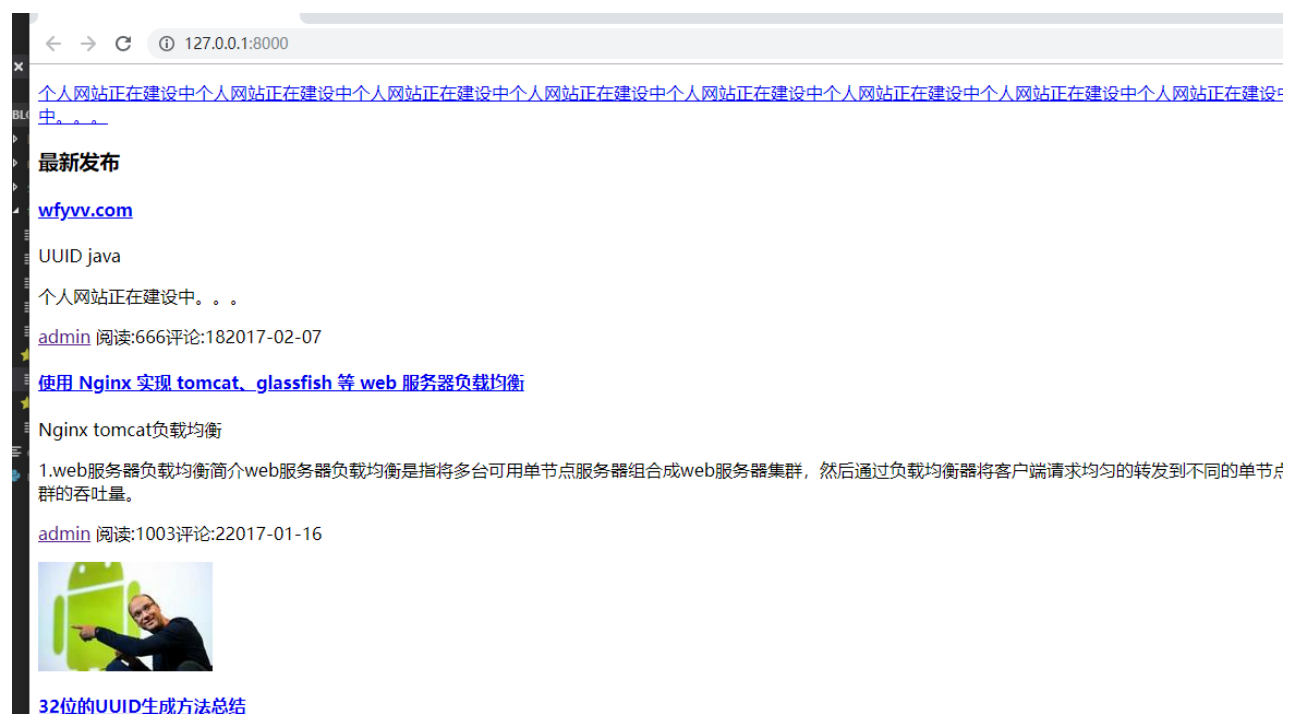 127.0.0.1:8000
个人网站正在建设中个人网站正在建设中个人网站正在建设中个人网站正在建设中个人网站正在建设中个人网站正在建设中个人网站正在建设中个人网站正在建设
中。。。
最新发布
wfyvv.com
UUID java
个人网站正在建设中。。。
admin 阅读:666评论:182017-02-07
使用 Nginx 实现 tomcat、glassfish 等 web 服务器负载均衡
Nginx tomcat负载均衡
1.web服务器负载均衡简介web服务器负载均衡是指将多台可用单节点服务器组合成web服务器集群，然后通过负载均衡器将客户端请求均匀的转发到不同的单节点
群的吞吐量。
admin 阅读:1003评论:22017-01-16
32位的UUID生成方法总结